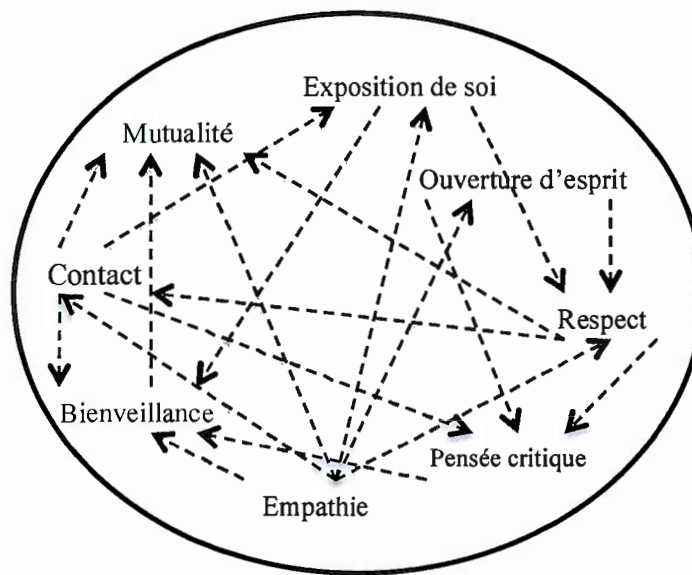 Exposition de soi
Mutualité
Ouverture d'esprit
Contact
Respect
Bienveillance
Pensée critique
Empathie